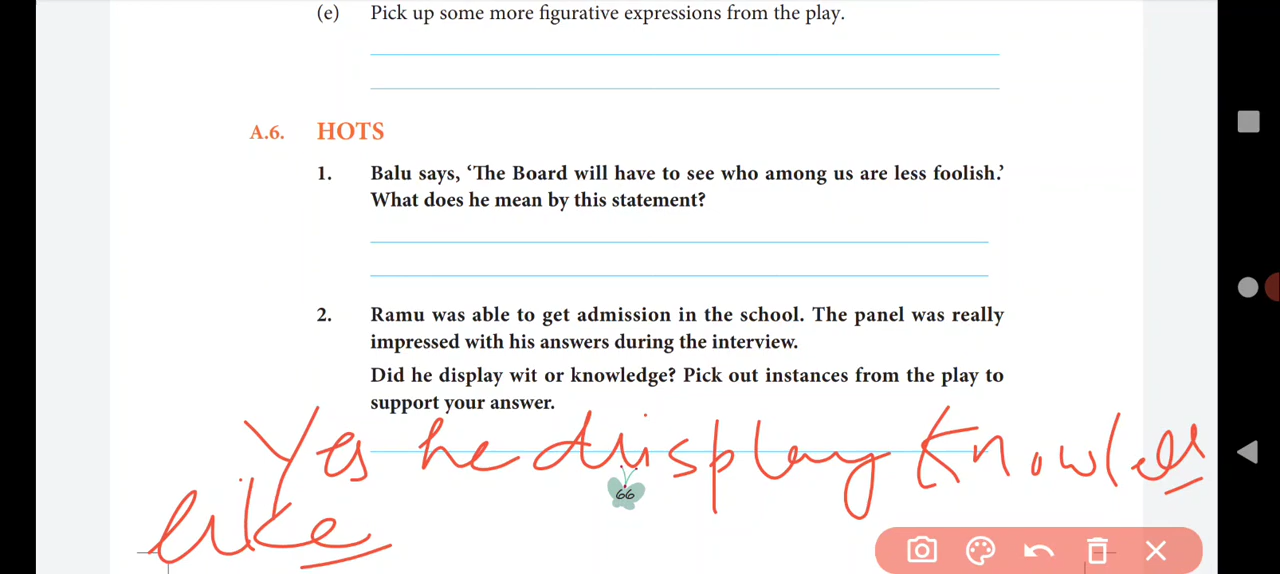 (e) Pick up some more figurative expressions from the play.
A.6. HOTS
1. Balu says, ‘The Board will have to see who among us are less foolish.’
What does he mean by this statement?
2. Ramu was able to get admission in the school. The panel was really
impressed with his answers during the interview.
Did he display wit or knowledge? Pick out instances from the play to
support your answer.
Yes he display
like
66